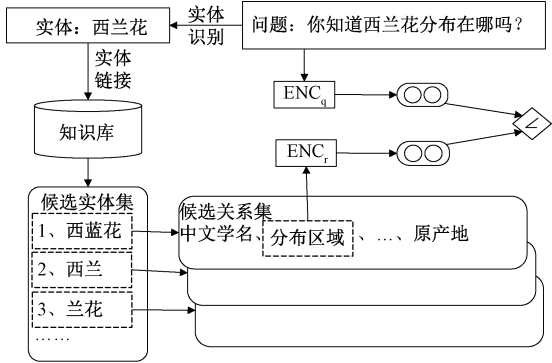 实体：西兰花
实体
识别
问题：你知道西兰花分布在哪吗？
实体
链接
知识库
ENCq
ENCr
<
候选实体集
1、西蓝花
2、西兰
3、兰花
……
候选关系集
中文学名、分布区域、…、原产地